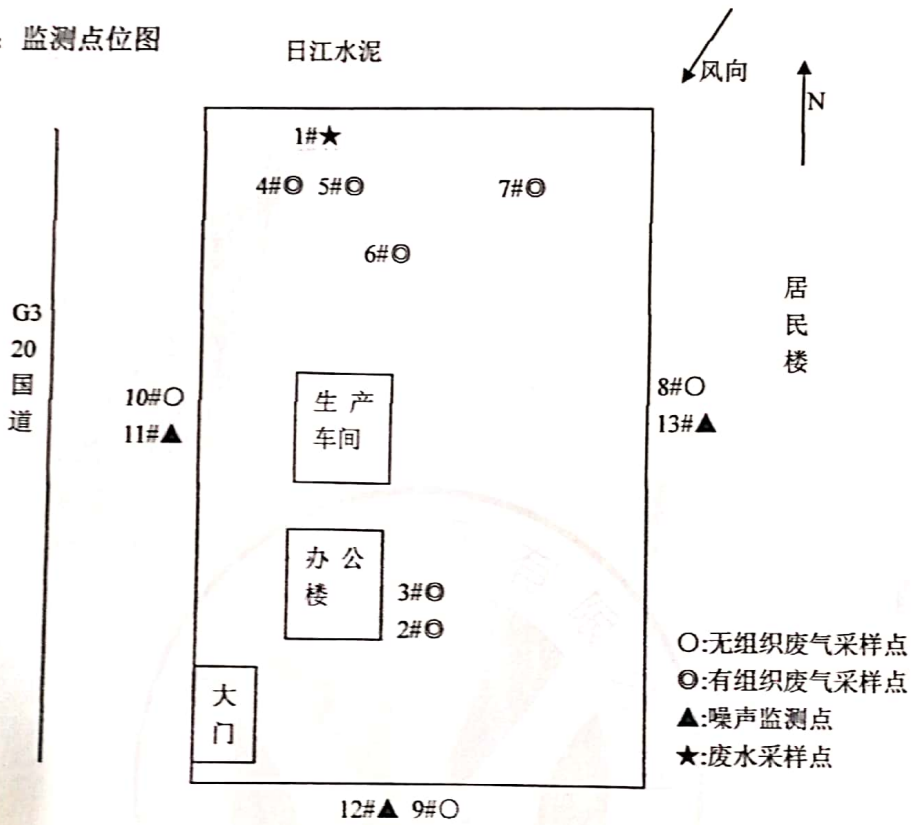 监测点位图
日江水泥
风向
N
1#★
4#◎ 5#◎ 7#◎
6#◎
G3
20
国
道
居
民
楼
10#○
11#▲
生 产
车间
8#○
13#▲
办 公
楼
3#◎
2#◎
大
门
○:无组织废气采样点
◎:有组织废气采样点
▲:噪声监测点
★:废水采样点
12#▲ 9#○